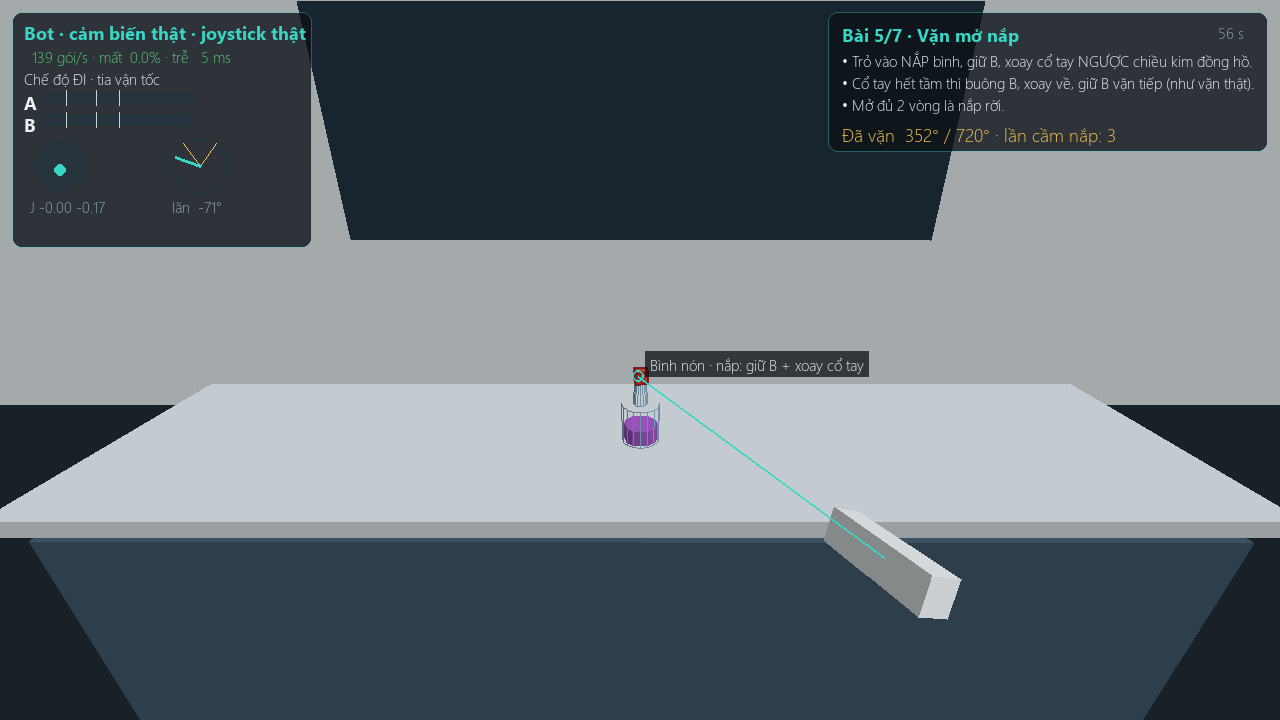 Bot · cảm biến thật · joystick thật
139 gói/s · mất 0.0% · trễ 5 ms
Chế độ ĐI · tia vận tốc
A
B
J -0.00 -0.17
lăn -71°
Bài 5/7 · Vặn mở nắp
56 s
• Trỏ vào NẮP bình, giữ B, xoay cổ tay NGƯỢC chiều kim đồng hồ.
• Cổ tay hết tầm thì buông B, xoay về, giữ B vặn tiếp (như vặn thật).
• Mở đủ 2 vòng là nắp rời.
Đã vặn 352° / 720° · lần cầm nắp: 3
Bình nón · nắp: giữ B + xoay cổ tay